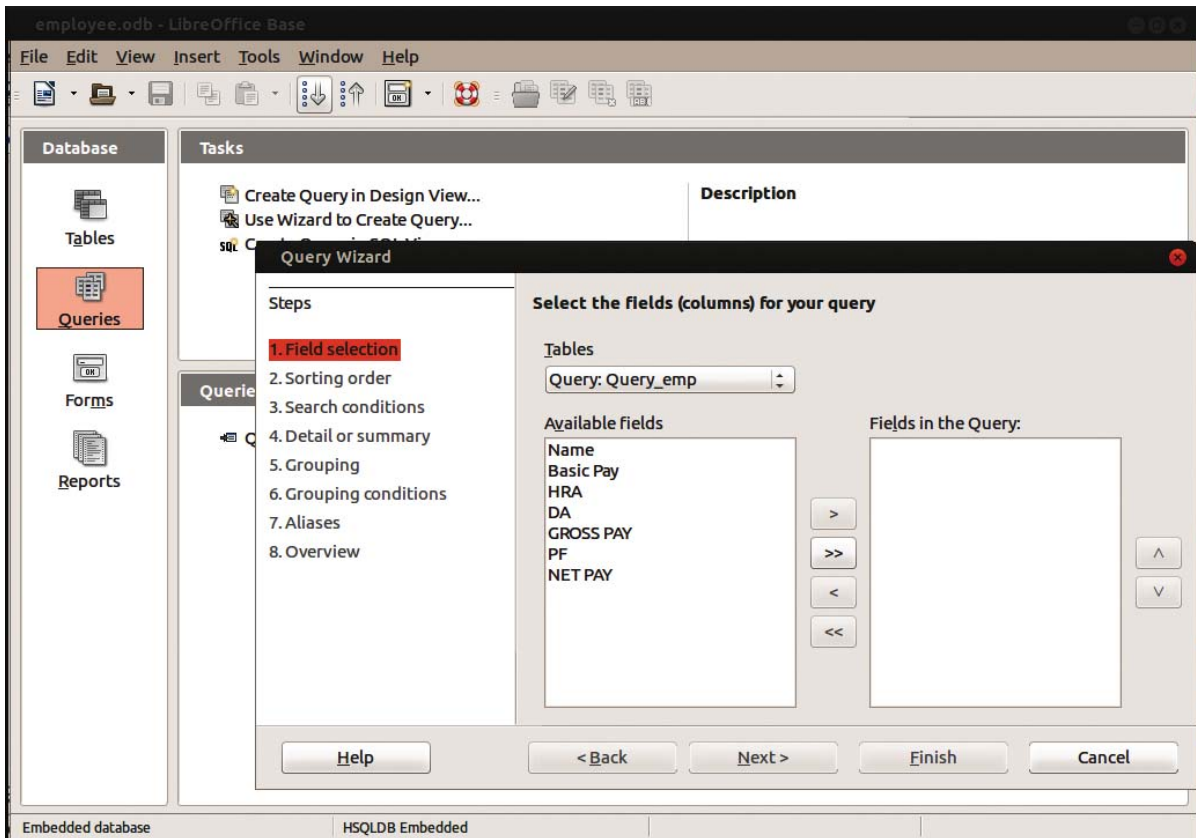 employee.odb - LibreOffice Base
File Edit View Insert Tools Window Help
Database
Tables
Queries
Forms
Reports
Tasks
Create Query in Design View...
Use Wizard to Create Query...
SQL
Description
Querie
Q
Query Wizard
Steps
1. Field selection
2. Sorting order
3. Search conditions
4. Detail or summary
5. Grouping
6. Grouping conditions
7. Aliases
8. Overview
Select the fields (columns) for your query
Tables
Query: Query_emp
Available fields
Name
Basic Pay
HRA
DA
GROSS PAY
PF
NET PAY
>
>>
<
<<
Fields in the Query:
Help
< Back
Next >
Finish
Cancel
Embedded database
HSQLDB Embedded